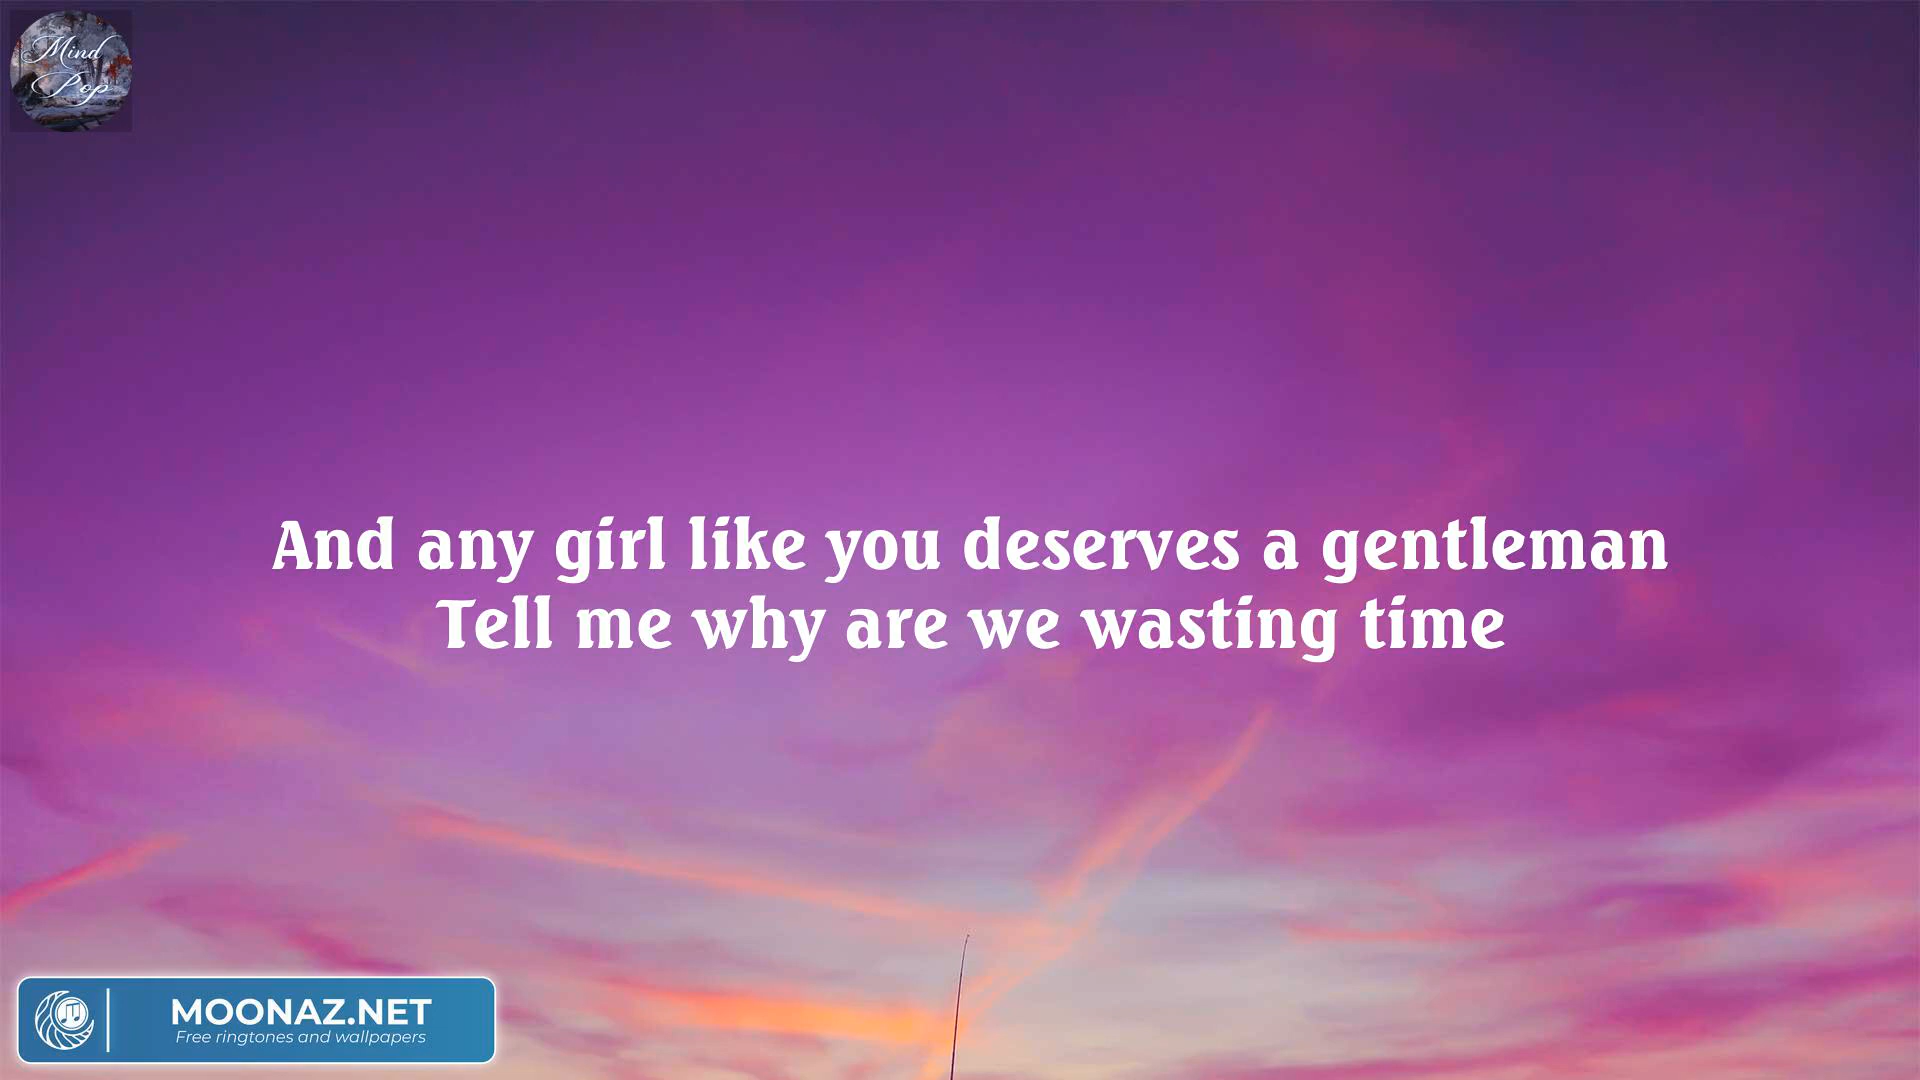 Mind
Pop
And any girl like you deserves a gentleman
Tell me why are we wasting time
MOONAZ.NET
Free ringtones and wallpapers